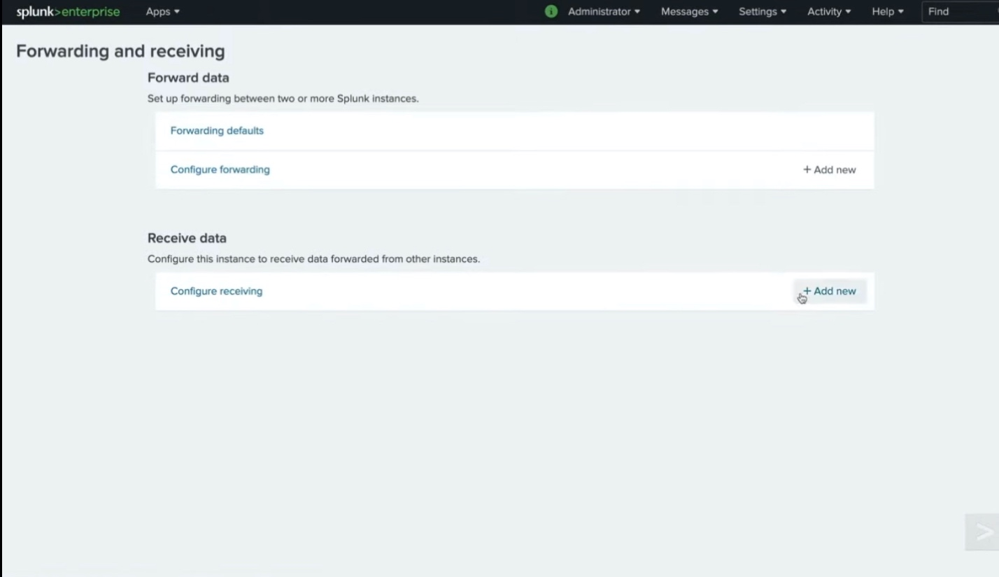 splunk>enterprise Apps Administrator Messages Settings Activity Help Find
Forwarding and receiving
Forward data
Set up forwarding between two or more Splunk instances.
Forwarding defaults
Configure forwarding + Add new
Receive data
Configure this instance to receive data forwarded from other instances.
Configure receiving + Add new
>